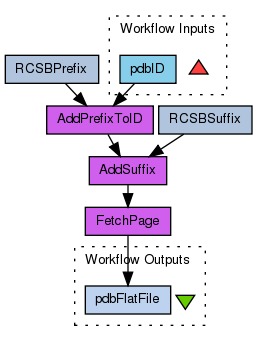 Workflow Inputs
RCSBPrefix
pdbID
AddPrefixToID
RCSBSuffix
AddSuffix
FetchPage
Workflow Outputs
pdbFlatFile